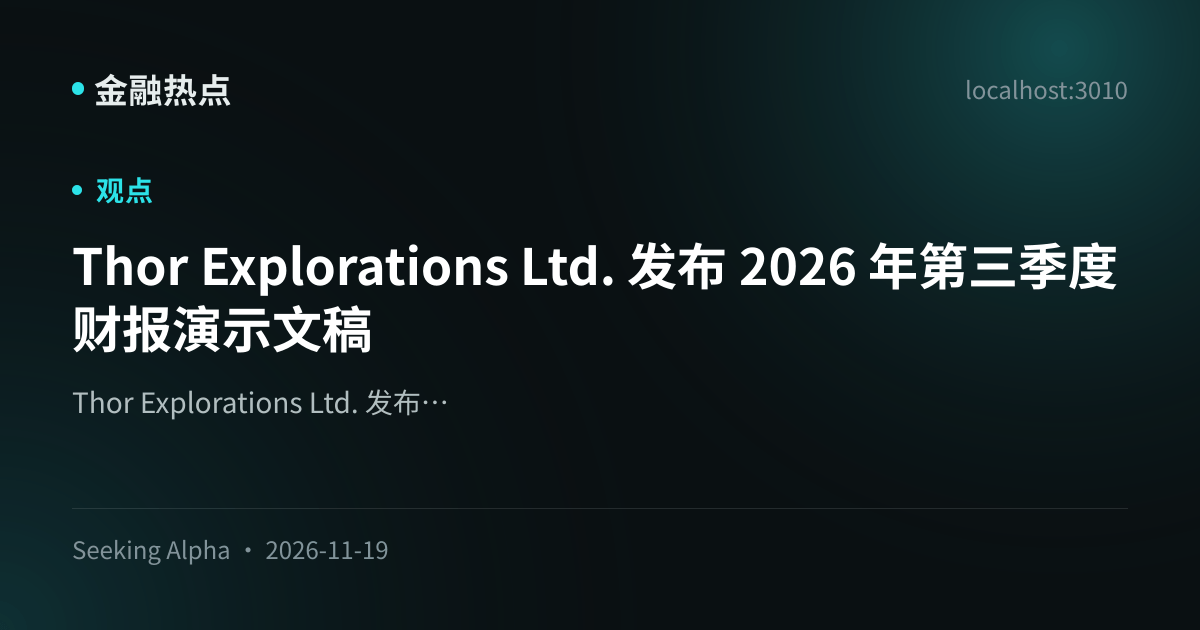 金融热点
localhost:3010
观点
Thor Explorations Ltd. 发布 2026 年第三季度
财报演示文稿
Thor Explorations Ltd. 发布…
Seeking Alpha · 2026-11-19